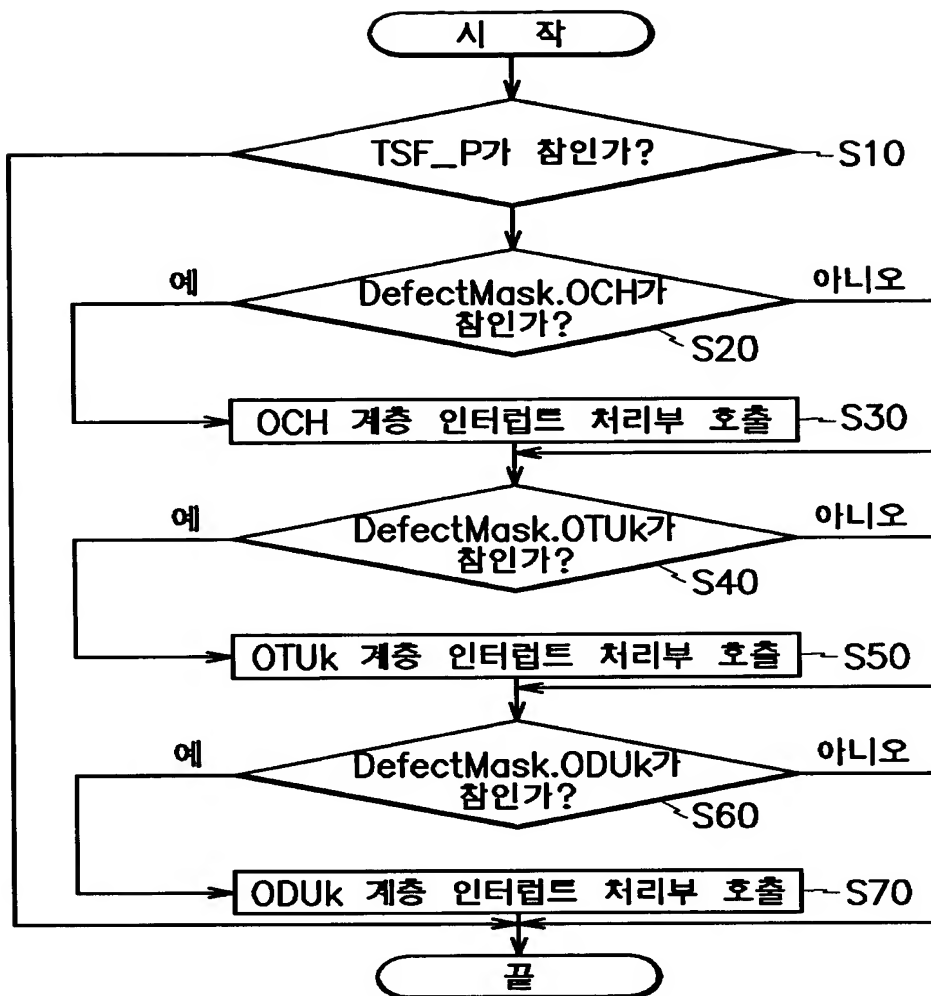 시 작
TSF_P가 참인가?
S10
예
DefectMask.OCH가
참인가?
아니오
S20
OCH 계층 인터럽트 처리부 호출
S30
예
DefectMask.OTUk가
참인가?
아니오
S40
OTUk 계층 인터럽트 처리부 호출
S50
예
DefectMask.ODUk가
참인가?
아니오
S60
ODUk 계층 인터럽트 처리부 호출
S70
끝